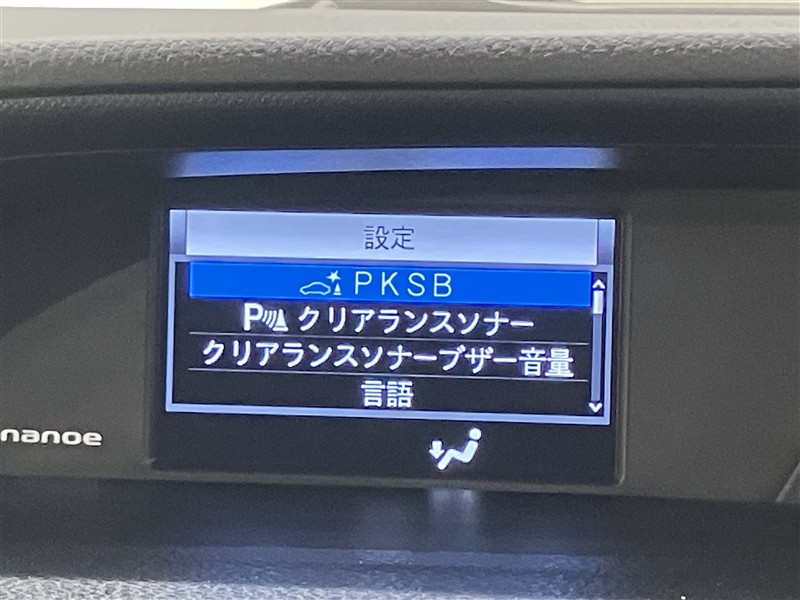 設定
PKSB
P クリアランスソナー
クリアランスソナーブザー音量
言語
nanoe